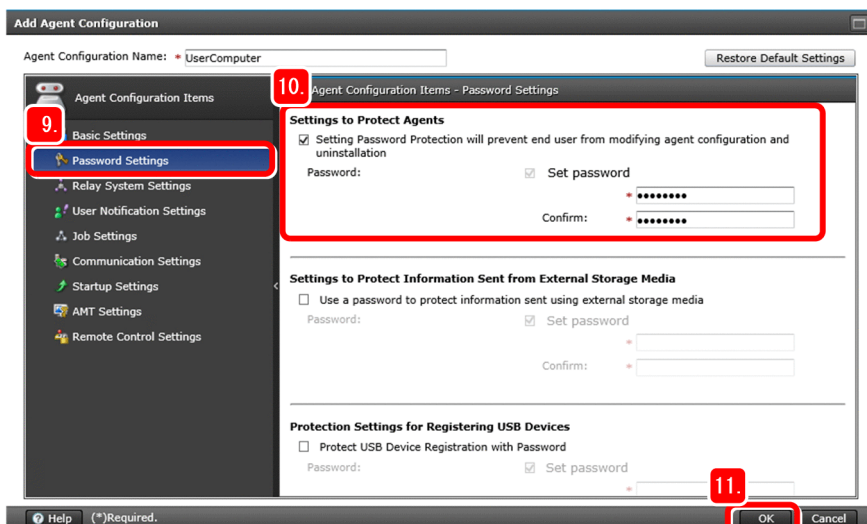 Add Agent Configuration
Agent Configuration Name: * UserComputer
Restore Default Settings
Agent Configuration Items
9.
Basic Settings
Password Settings
Relay System Settings
User Notification Settings
Job Settings
Communication Settings
Startup Settings
AMT Settings
Remote Control Settings
10.
Agent Configuration Items - Password Settings
Settings to Protect Agents
Setting Password Protection will prevent end user from modifying agent configuration and
uninstallation
Password:
Set password
* ••••••••
Confirm: * ••••••••
Settings to Protect Information Sent from External Storage Media
Use a password to protect information sent using external storage media
Password:
Set password
*
Confirm: *
Protection Settings for Registering USB Devices
Protect USB Device Registration with Password
Password:
Set password
*
11.
Help (*)Required.
OK
Cancel